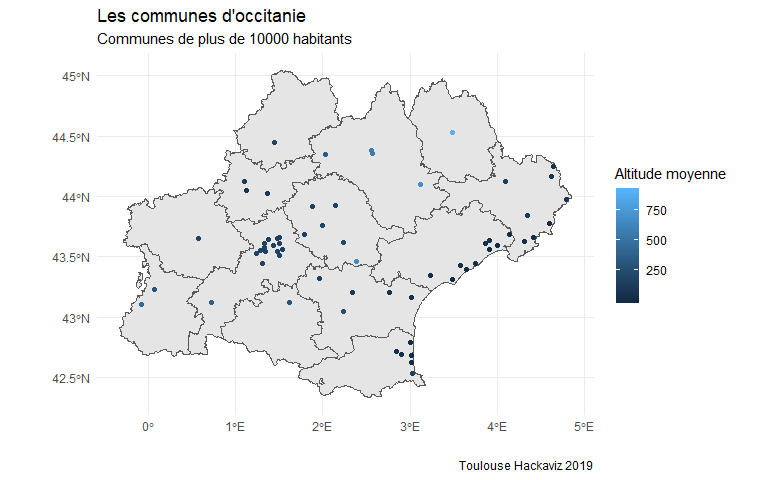 Les communes d'occitanie
Communes de plus de 10000 habitants
45°N
44.5°N
44°N
43.5°N
43°N
42.5°N
0°
1°E
2°E
3°E
4°E
5°E
Altitude moyenne
750
500
250
Toulouse Hackaviz 2019